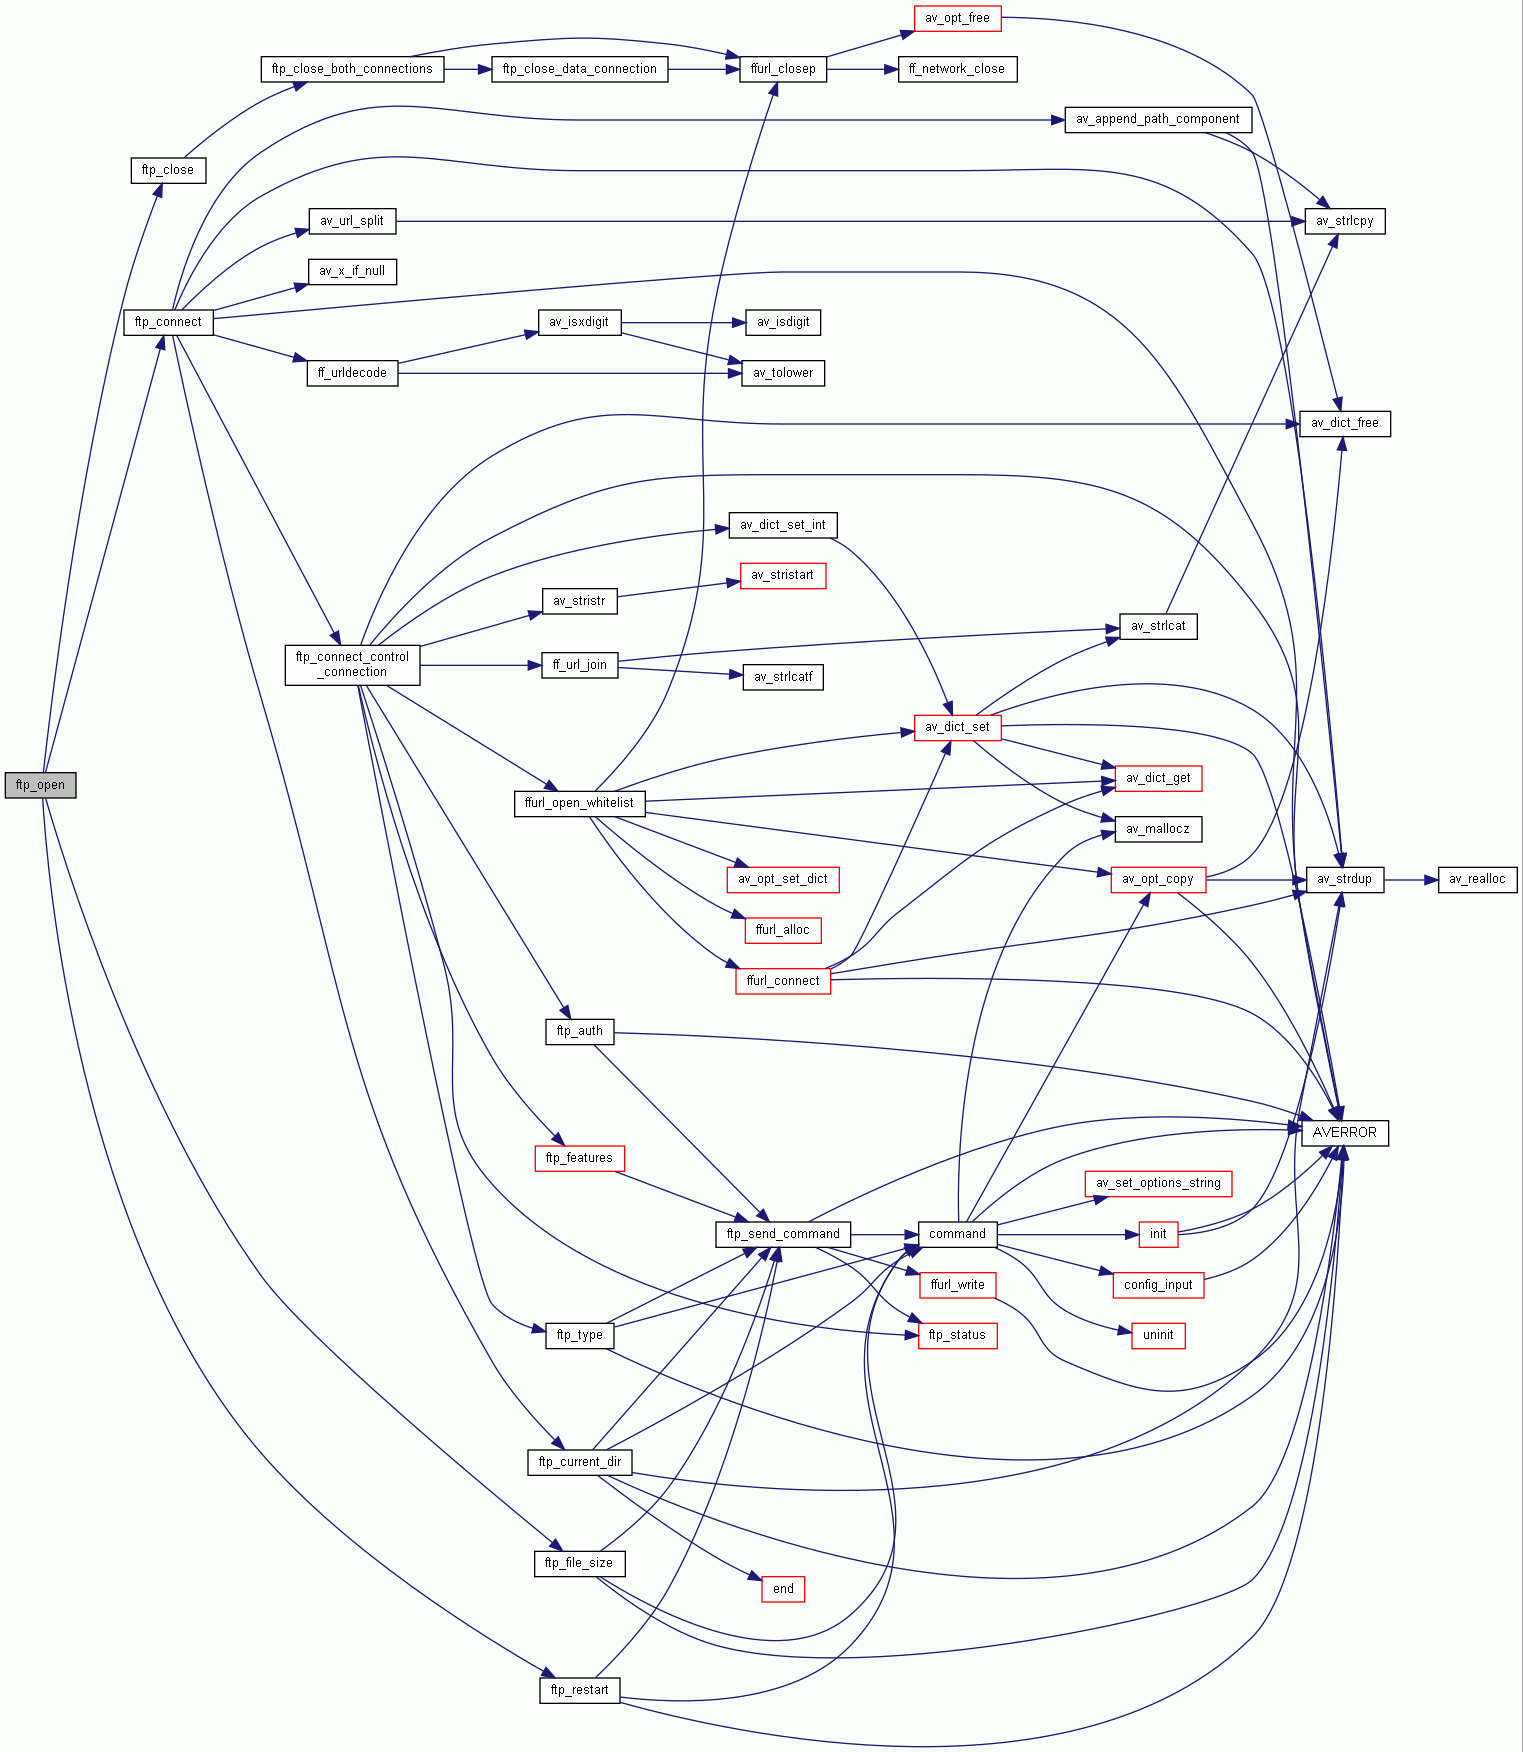 av_opt_free
ftp_close_both_connections
ftp_close_data_connection
ffurl_closep
ff_network_close
av_append_path_component
ftp_close
av_url_split
av_strlcpy
av_x_if_null
ftp_connect
av_isxdigit
av_isdigit
ff_urldecode
av_tolower
av_dict_free
av_dict_set_int
av_stristart
av_stristr
av_strlcat
ftp_connect_control
_connection
ff_url_join
av_strlcatf
av_dict_set
ftp_open
av_dict_get
ffurl_open_whitelist
av_mallocz
av_opt_set_dict
av_opt_copy
av_strdup
av_realloc
ffurl_alloc
ffurl_connect
ftp_auth
AVERROR
ftp_features
av_set_options_string
ftp_send_command
command
init
ffurl_write
config_input
ftp_type
ftp_status
uninit
ftp_current_dir
ftp_file_size
end
ftp_restart